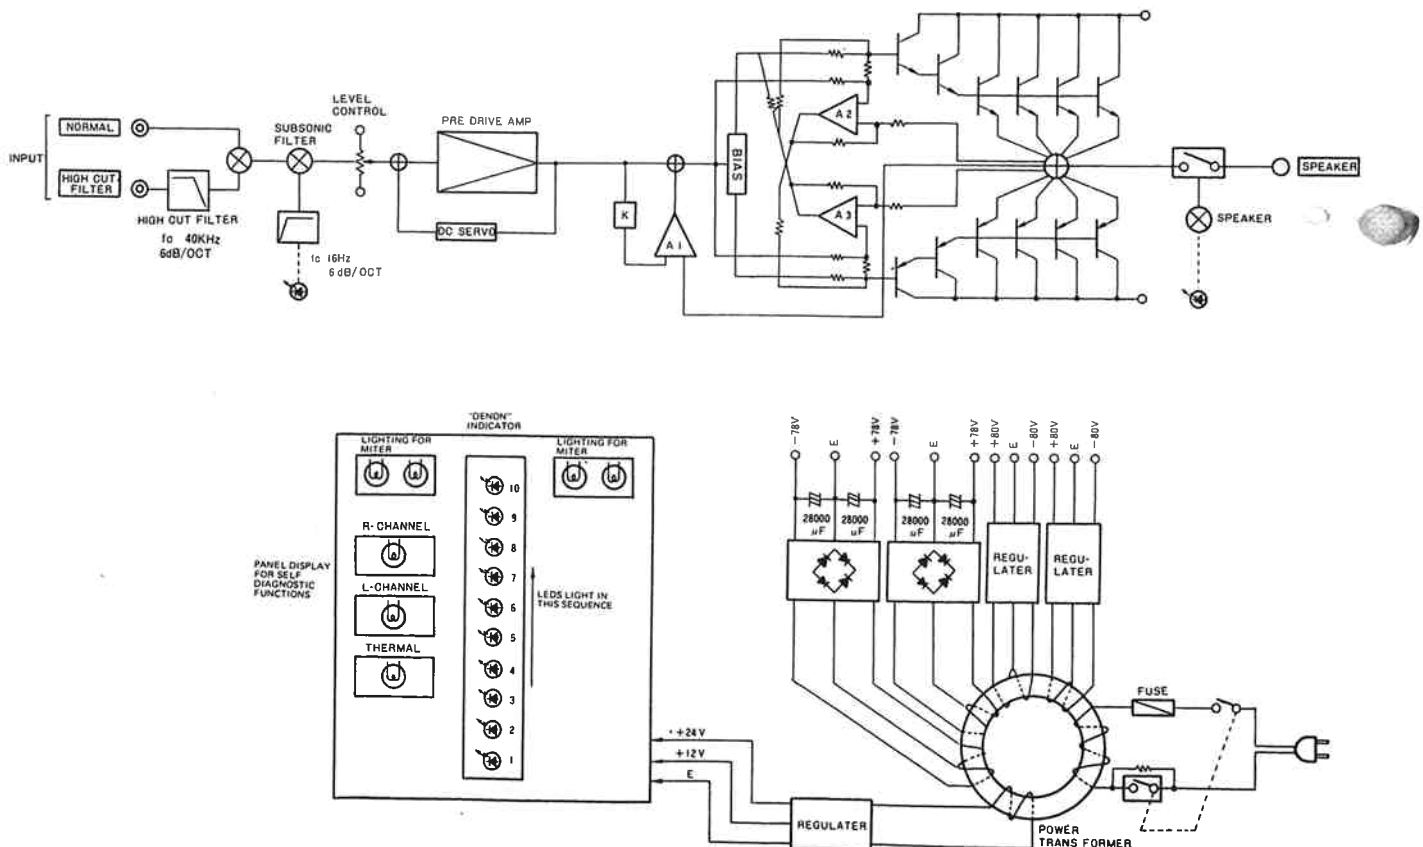 INPUT
NORMAL
HIGH CUT
FILTER
HIGH CUT FILTER
fo 40KHz
6dB/OCT
SUBSONIC
FILTER
fc 16Hz
6dB/OCT
LEVEL
CONTROL
PRE DRIVE AMP
DC SERVO
K
A 1
BIAS
A 2
A 3
SPEAKER
SPEAKER
"DENON"
INDICATOR
LIGHTING FOR
MITER
LIGHTING FOR
MITER
R-CHANNEL
L-CHANNEL
THERMAL
PANEL DISPLAY
FOR SELF
DIAGNOSTIC
FUNCTIONS
10
9
8
7
6
5
4
3
2
1
LEDS LIGHT IN
THIS SEQUENCE
+24V
+12V
E
REGULATER
-78V
E
+78V
-78V
E
+78V
+80V
E
-80V
+80V
E
-80V
28000
µF
28000
µF
28000
µF
28000
µF
REGU-
LATER
REGU-
LATER
FUSE
POWER
TRANS FORMER